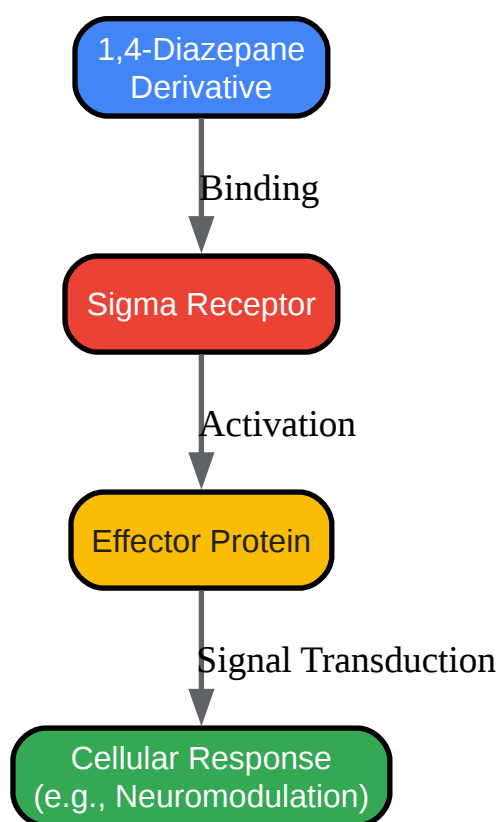 1,4-Diazepane
Derivative
Binding
Sigma Receptor
Activation
Effector Protein
Signal Transduction
Cellular Response
(e.g., Neuromodulation)